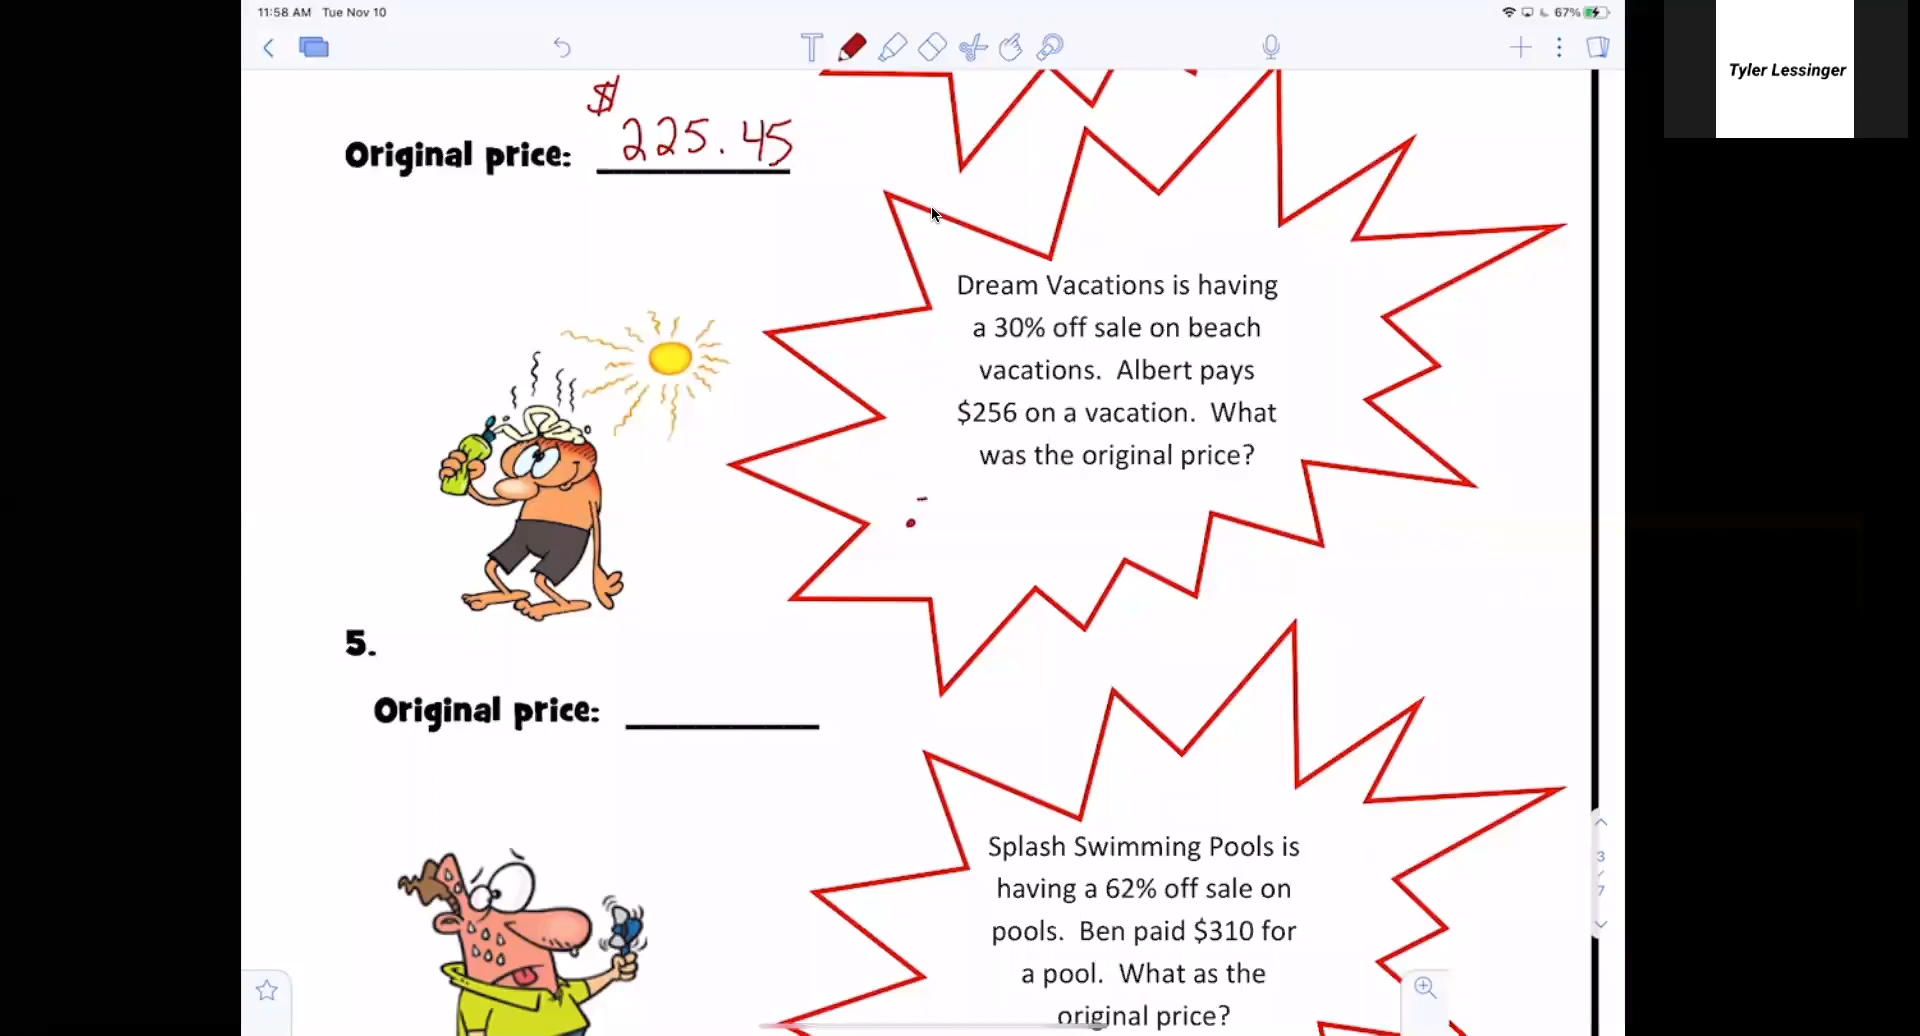 11:58 AM Tue Nov 10
67%
Tyler Lessinger
T
$
225.45
Original price:
Dream Vacations is having
a 30% off sale on beach
vacations. Albert pays
$256 on a vacation. What
was the original price?
5.
Original price:
Splash Swimming Pools is
having a 62% off sale on
pools. Ben paid $310 for
a pool. What as the
original price?
3
/
7